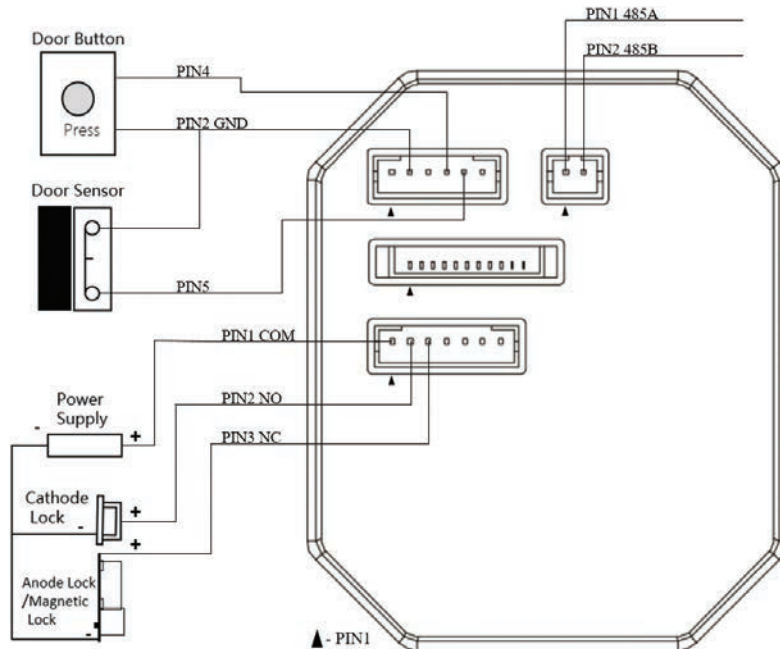 PIN1 485A
Door Button
PIN2 485B
PIN4
Press
PIN2 GND
Door Sensor
PIN5
PIN1 COM
Power
Supply
-
+
PIN2 NO
PIN3 NC
Cathode
Lock
-
+
+
Anode Lock
/Magnetic
Lock
-
▲ - PIN1